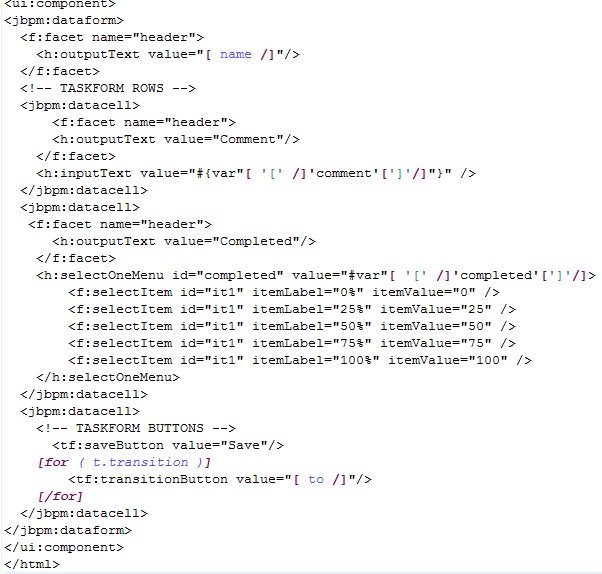 <ui:component>
<jbpm:dataform>
<f:facet name="header">
<h:outputText value="[ name /]"/>
</f:facet>
<!-- TASKFORM ROWS -->
<jbpm:datacell>
<f:facet name="header">
<h:outputText value="Comment"/>
</f:facet>
<h:inputText value="#{var"[ '[' /]'comment'[']'/]"}" />
</jbpm:datacell>
<jbpm:datacell>
<f:facet name="header">
<h:outputText value="Completed"/>
</f:facet>
<h:selectOneMenu id="completed" value="#var"[ '[' /]'completed'[']'/]>
<f:selectItem id="it1" itemLabel="0%" itemValue="0" />
<f:selectItem id="it1" itemLabel="25%" itemValue="25" />
<f:selectItem id="it1" itemLabel="50%" itemValue="50" />
<f:selectItem id="it1" itemLabel="75%" itemValue="75" />
<f:selectItem id="it1" itemLabel="100%" itemValue="100" />
</h:selectOneMenu>
</jbpm:datacell>
<jbpm:datacell>
<!-- TASKFORM BUTTONS -->
<tf:saveButton value="Save"/>
[for ( t.transition )]
<tf:transitionButton value="[ to /]"/>
[/for]
</jbpm:datacell>
</jbpm:dataform>
</ui:component>
</html>